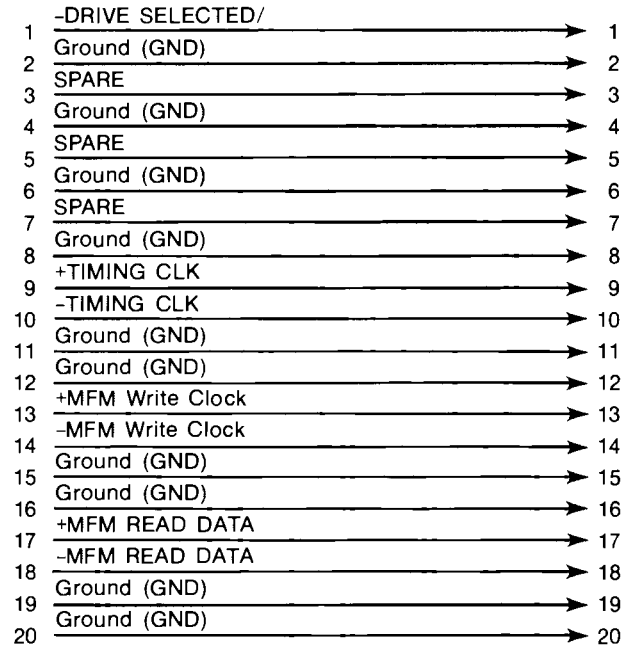 -DRIVE SELECTED/
1 1
Ground (GND)
2 2
SPARE
3 3
Ground (GND)
4 4
SPARE
5 5
Ground (GND)
6 6
SPARE
7 7
Ground (GND)
8 8
+TIMING CLK
9 9
-TIMING CLK
10 10
Ground (GND)
11 11
Ground (GND)
12 12
+MFM Write Clock
13 13
-MFM Write Clock
14 14
Ground (GND)
15 15
Ground (GND)
16 16
+MFM READ DATA
17 17
-MFM READ DATA
18 18
Ground (GND)
19 19
Ground (GND)
20 20